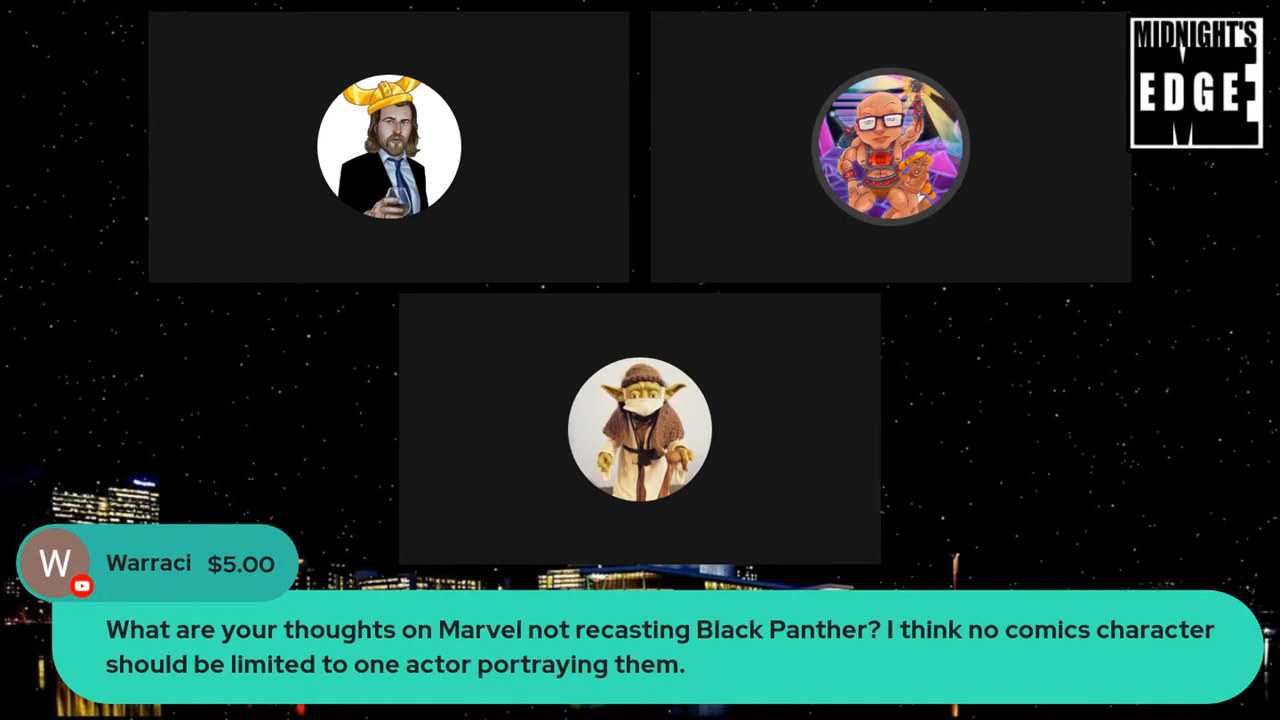 MIDNIGHT'S
EDGE
W
Warraci $5.00
What are your thoughts on Marvel not recasting Black Panther? I think no comics character
should be limited to one actor portraying them.